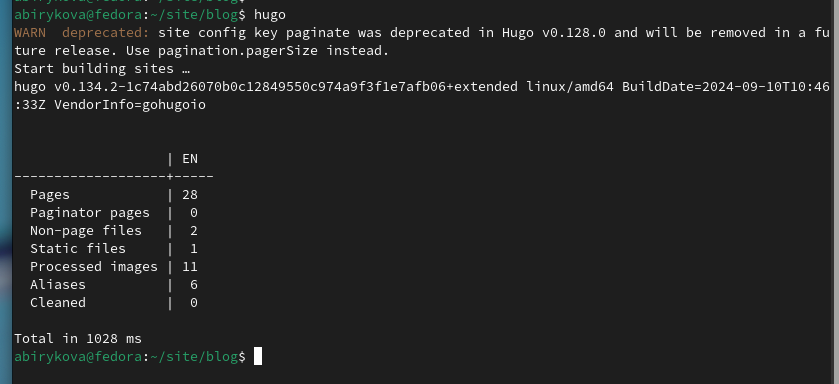 abirykova@fedora:~/site/blog$ hugo
WARN  deprecated: site config key paginate was deprecated in Hugo v0.128.0 and will be removed in a fu
ture release. Use pagination.pagerSize instead.
Start building sites …
hugo v0.134.2-1c74abd26070b0c12849550c974a9f3f1e7afb06+extended linux/amd64 BuildDate=2024-09-10T10:46
:33Z VendorInfo=gohugoio
                   | EN
-------------------+-----
  Pages            | 28
  Paginator pages  |  0
  Non-page files   |  2
  Static files     |  1
  Processed images | 11
  Aliases          |  6
  Cleaned          |  0
Total in 1028 ms
abirykova@fedora:~/site/blog$